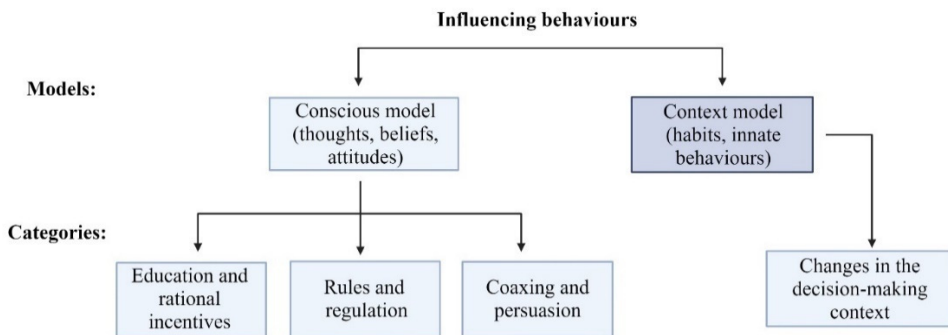 Influencing behaviours
Models:
Conscious model
(thoughts, beliefs,
attitudes)
Context model
(habits, innate
behaviours)
Categories:
Education and
rational
incentives
Rules and
regulation
Coaxing and
persuasion
Changes in the
decision-making
context